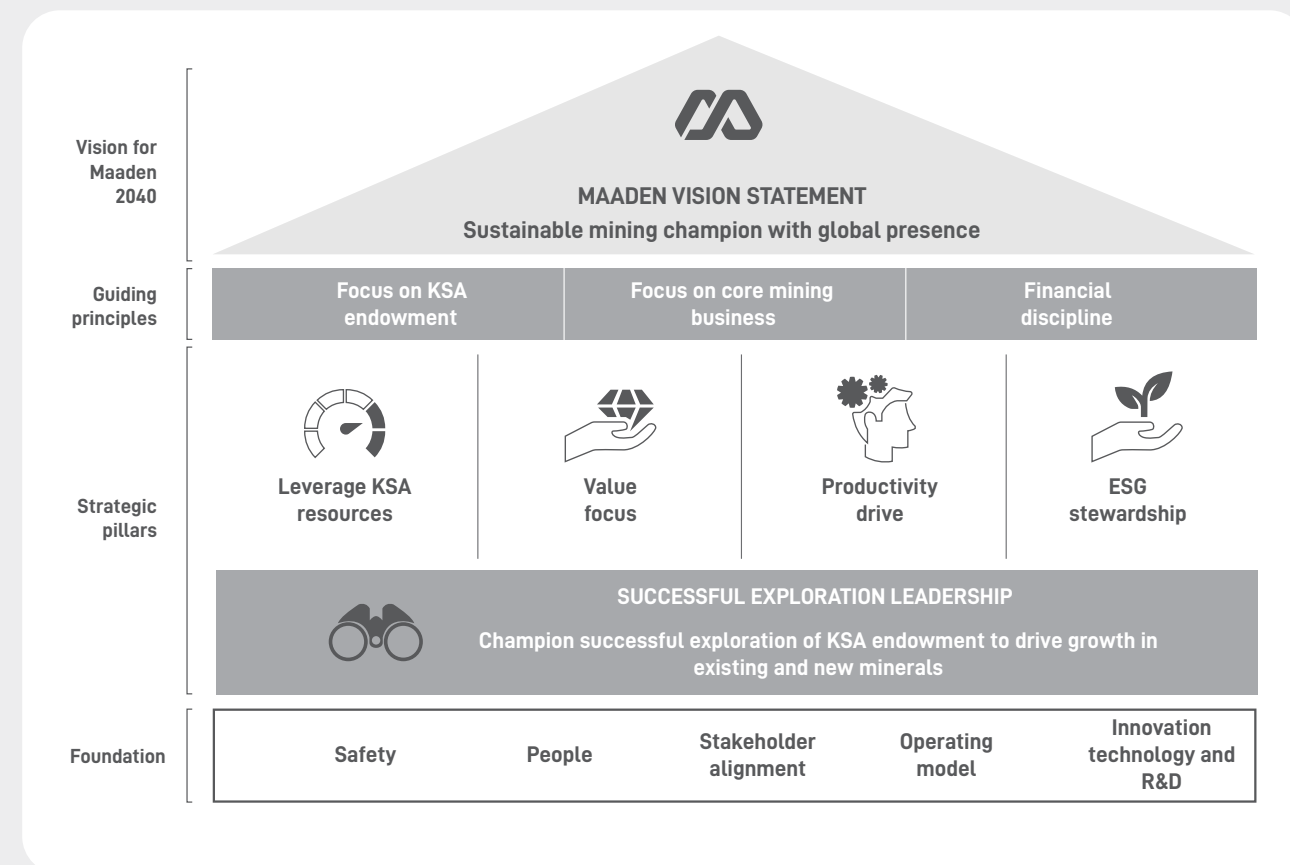 Vision for
Maaden
2040
MAADEN VISION STATEMENT
Sustainable mining champion with global presence
Guiding
principles
Focus on KSA
endowment
Focus on core mining
business
Financial
discipline
Strategic
pillars
Leverage KSA
resources
Value
focus
Productivity
drive
ESG
stewardship
SUCCESSFUL EXPLORATION LEADERSHIP
Champion successful exploration of KSA endowment to drive growth in
existing and new minerals
Foundation
Safety
People
Stakeholder
alignment
Operating
model
Innovation
technology and
R&D